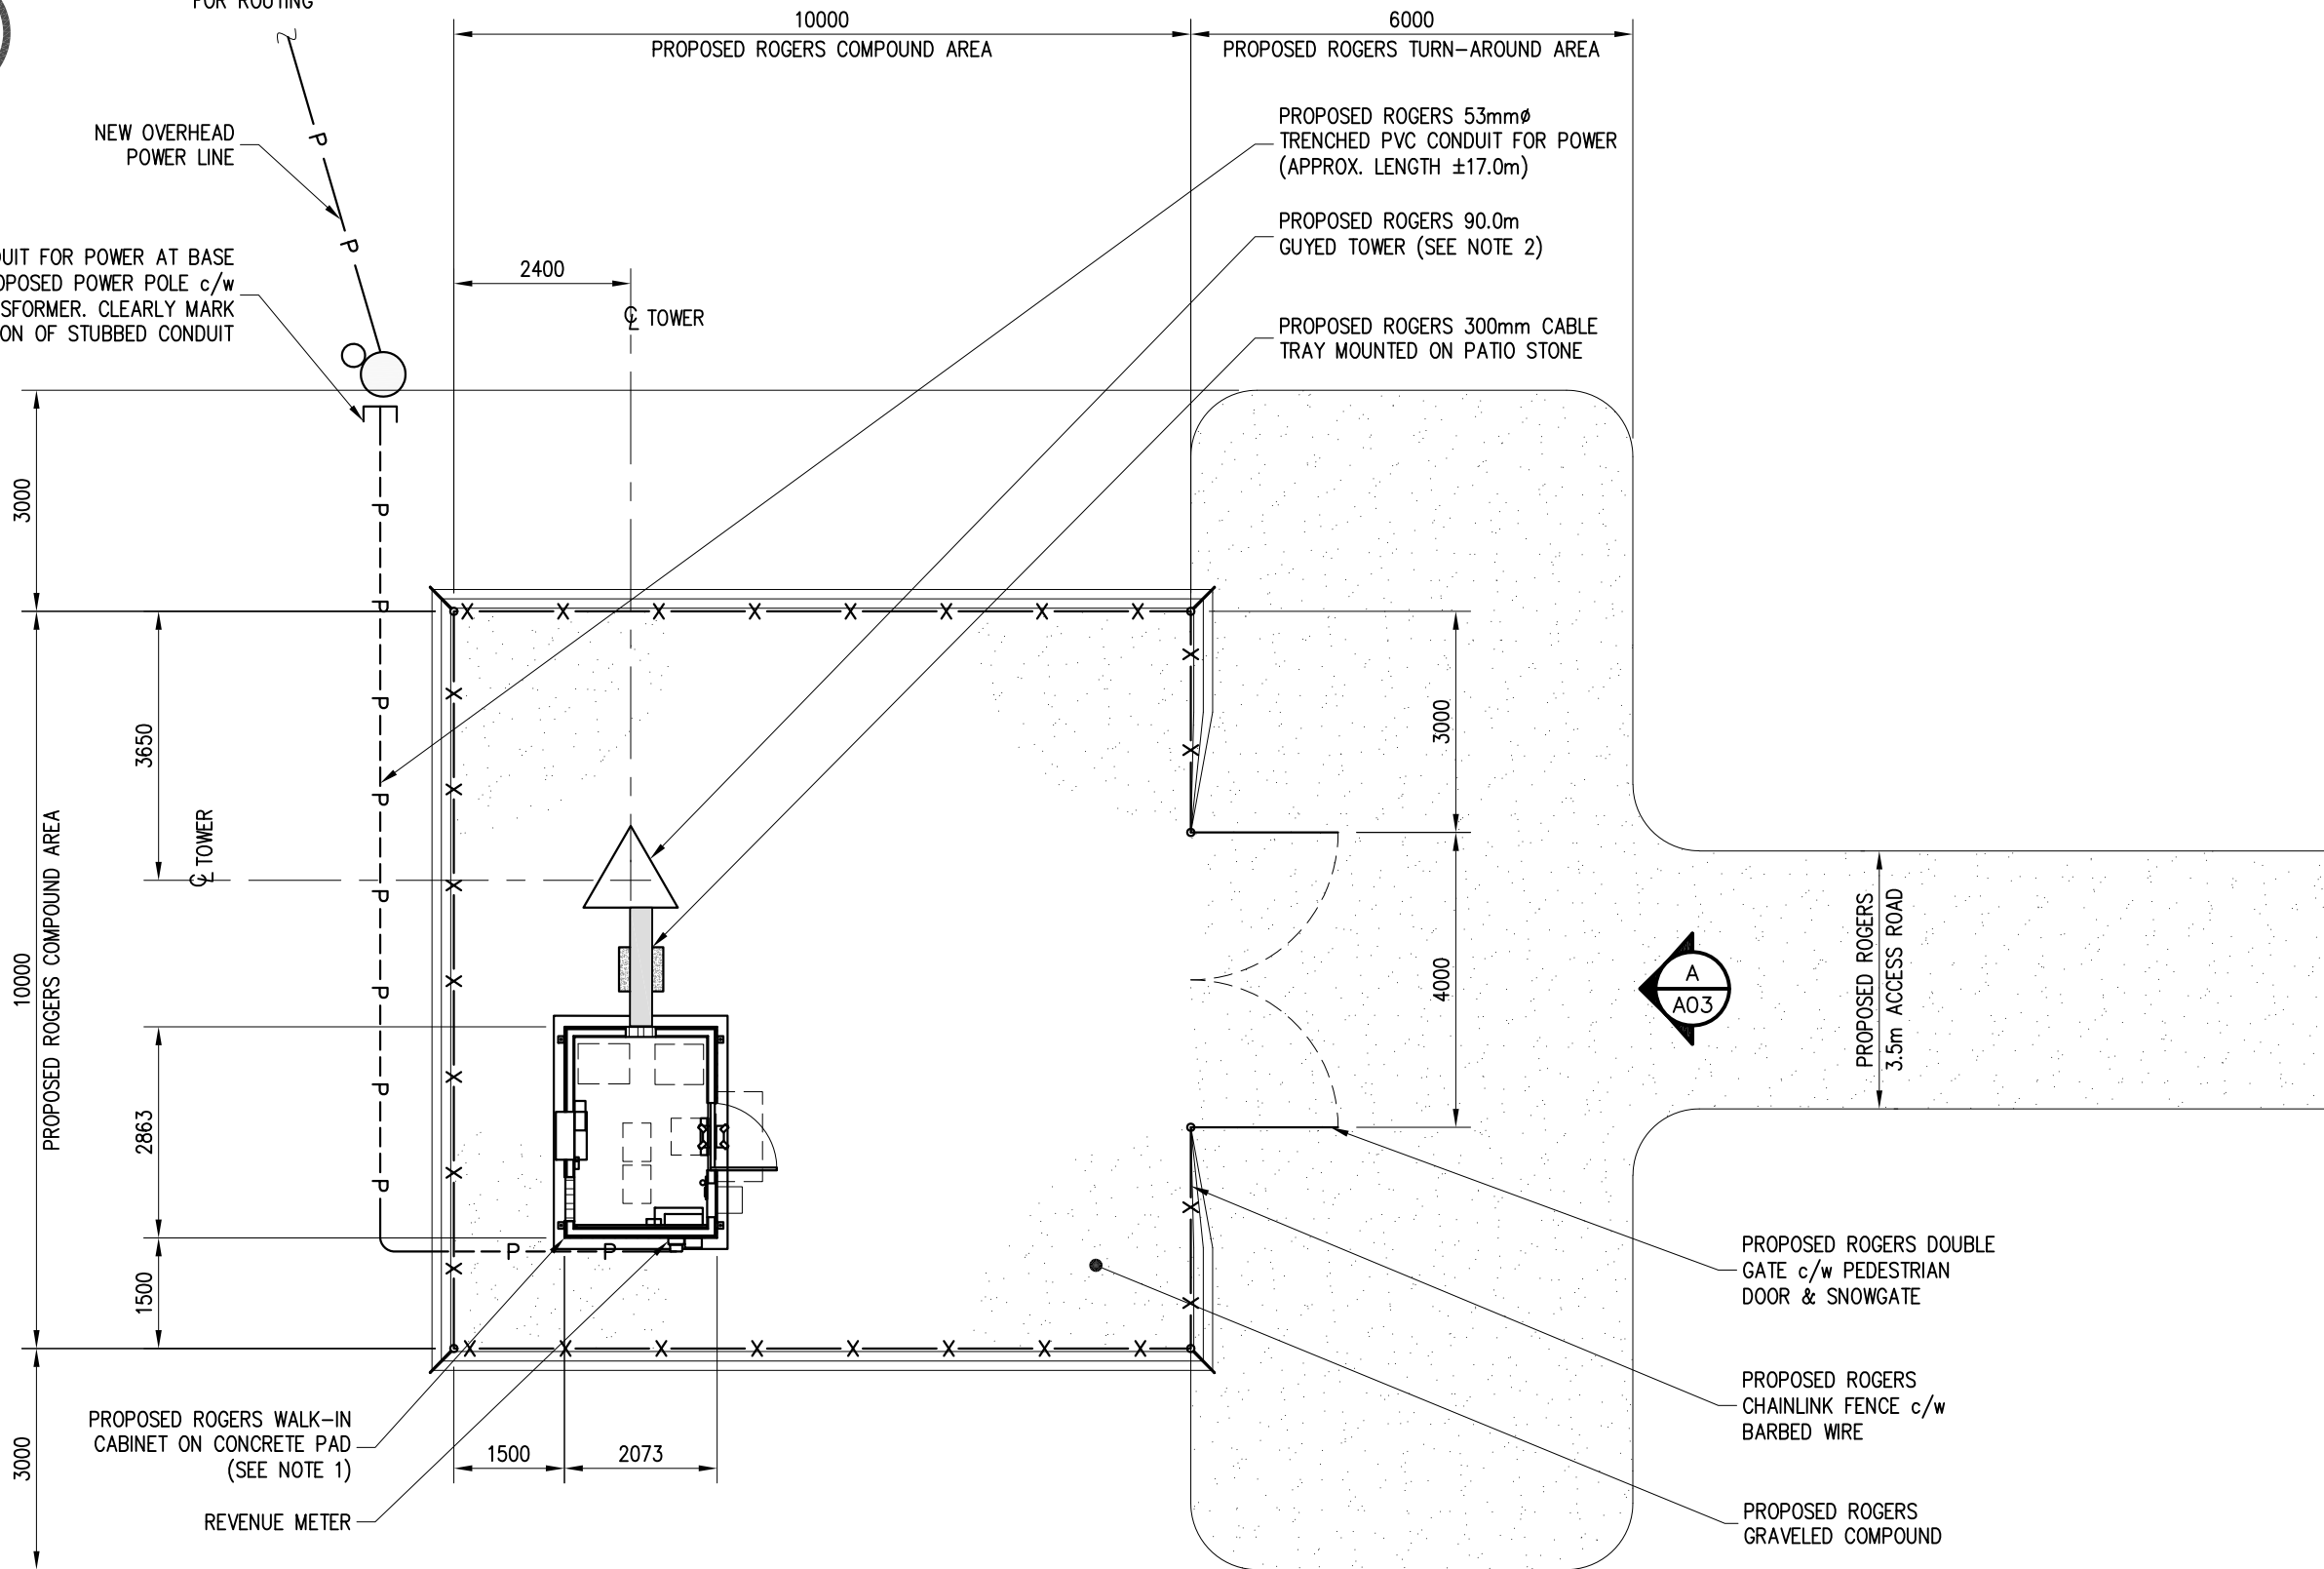 FOR ROUTING
10000
PROPOSED ROGERS COMPOUND AREA
6000
PROPOSED ROGERS TURN-AROUND AREA
NEW OVERHEAD
POWER LINE
PROPOSED ROGERS 53mmø
TRENCHED PVC CONDUIT FOR POWER
(APPROX. LENGTH ±17.0m)
PROPOSED ROGERS 90.0m
GUYED TOWER (SEE NOTE 2)
PROPOSED ROGERS 300mm CABLE
TRAY MOUNTED ON PATIO STONE
FOR POWER AT BASE
POWER POLE c/w
CLEARLY MARK
OF STUBBED CONDUIT
2400
℄ TOWER
P
P
3000
3650
℄ TOWER
10000
PROPOSED ROGERS COMPOUND AREA
2863
1500
3000
P
P
P
P
P
P
P
P
P
P
X X X X X X X X
X
X
X
X
X
X
X
X
X
X
X
X X X X X X X X
3000
4000
A
A03
PROPOSED ROGERS
3.5m ACCESS ROAD
PROPOSED ROGERS DOUBLE
GATE c/w PEDESTRIAN
DOOR & SNOWGATE
PROPOSED ROGERS
CHAINLINK FENCE c/w
BARBED WIRE
PROPOSED ROGERS
GRAVELED COMPOUND
PROPOSED ROGERS WALK-IN
CABINET ON CONCRETE PAD
(SEE NOTE 1)
REVENUE METER
1500
2073